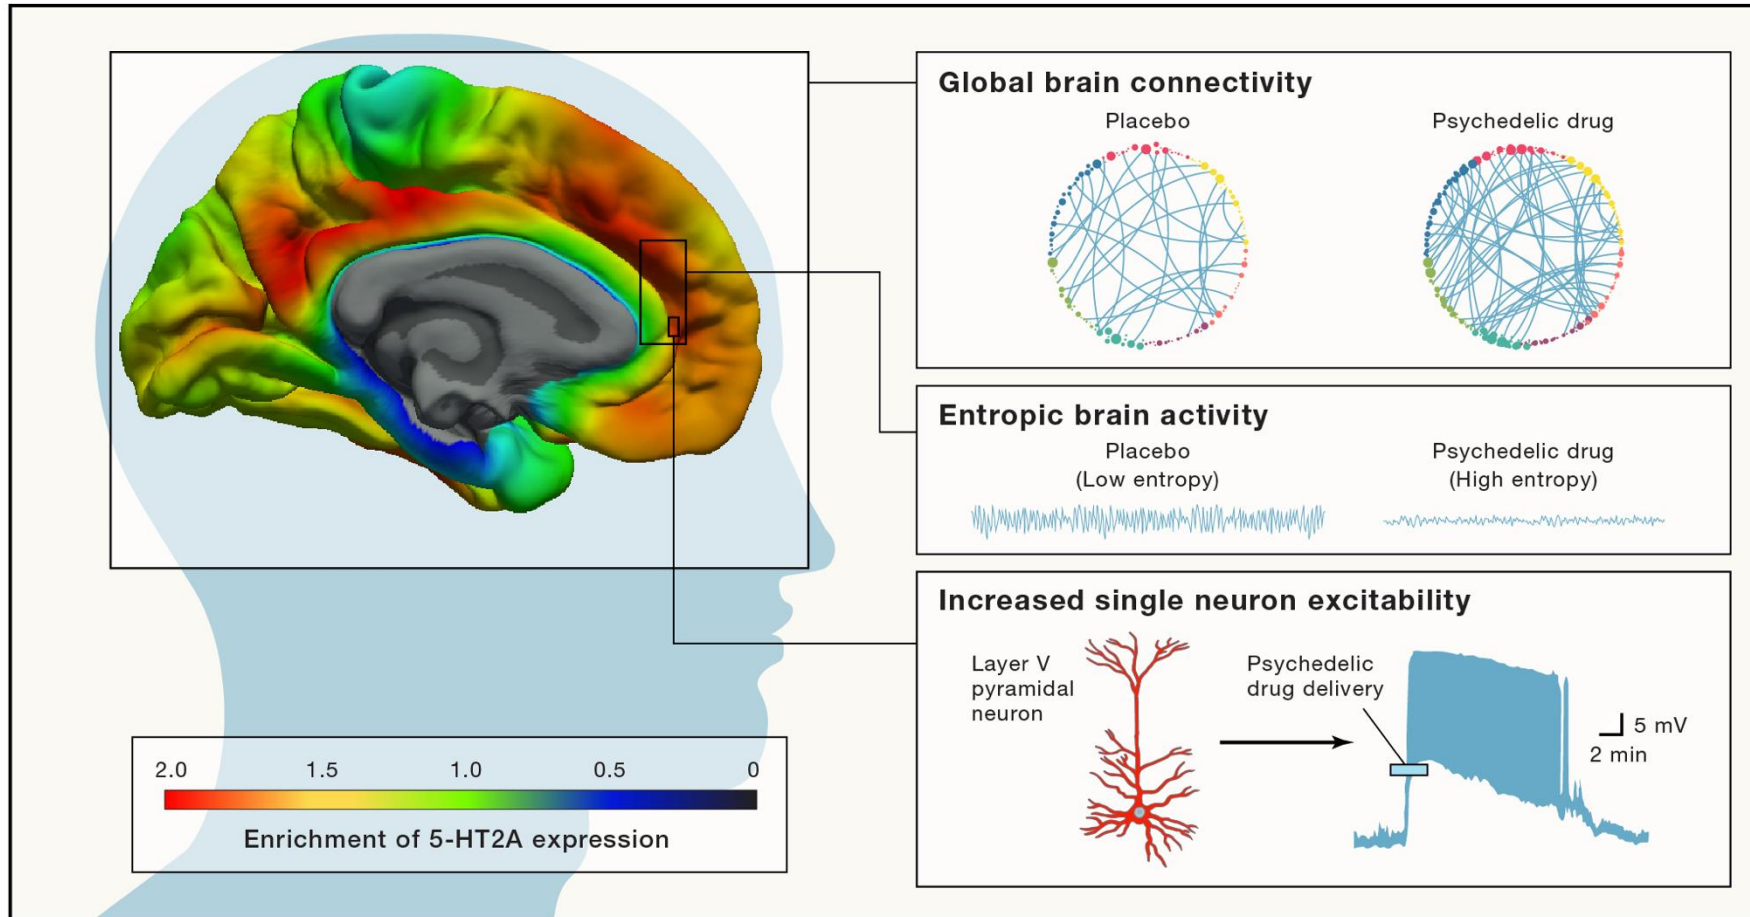 Global brain connectivity
Placebo
Psychedelic drug
Entropic brain activity
Placebo
(Low entropy)
Psychedelic drug
(High entropy)
Increased single neuron excitability
Layer V
pyramidal
neuron
Psychedelic
drug delivery
5 mV
2 min
2.0 1.5 1.0 0.5 0
Enrichment of 5-HT2A expression